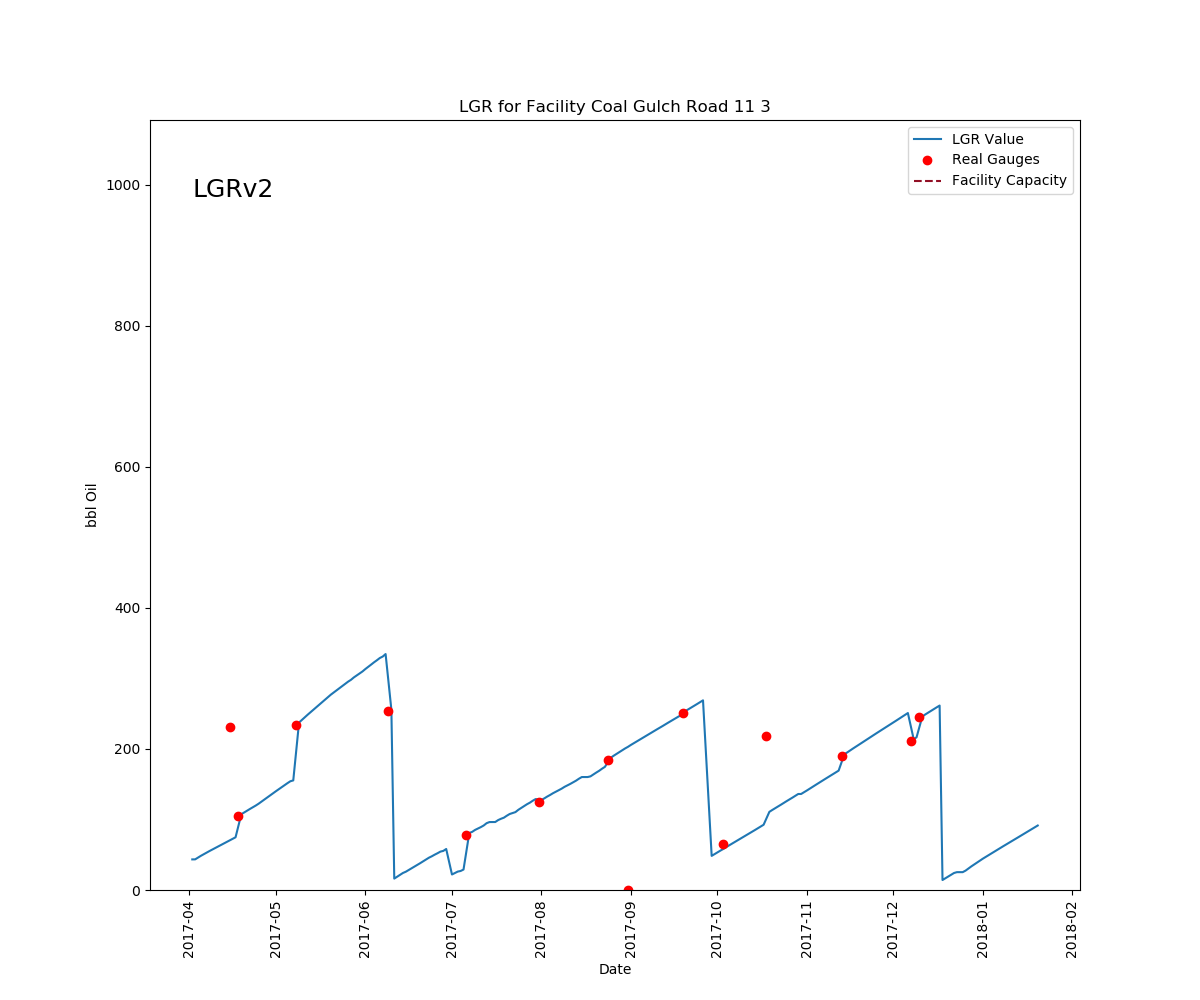 LGR for Facility Coal Gulch Road 11 3
LGRv2
LGR Value
Real Gauges
Facility Capacity
1000
800
600
400
200
0
bbl Oil
2017-04
2017-05
2017-06
2017-07
2017-08
2017-09
2017-10
2017-11
2017-12
2018-01
2018-02
Date